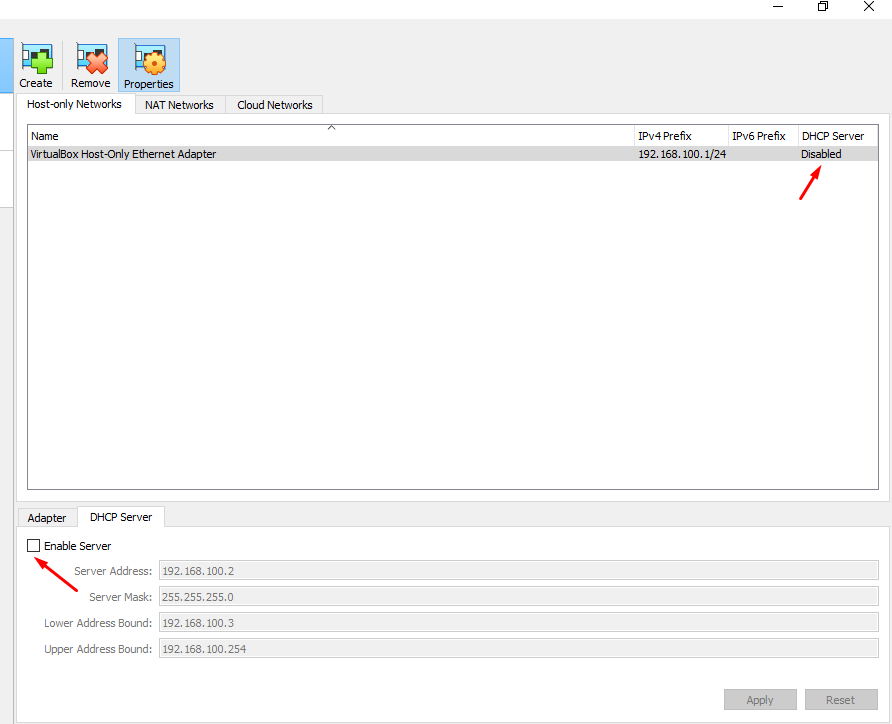 Create Remove Properties
Host-only Networks NAT Networks Cloud Networks
Name IPv4 Prefix IPv6 Prefix DHCP Server
VirtualBox Host-Only Ethernet Adapter 192.168.100.1/24 Disabled
Adapter DHCP Server
Enable Server
Server Address: 192.168.100.2
Server Mask: 255.255.255.0
Lower Address Bound: 192.168.100.3
Upper Address Bound: 192.168.100.254
Apply Reset